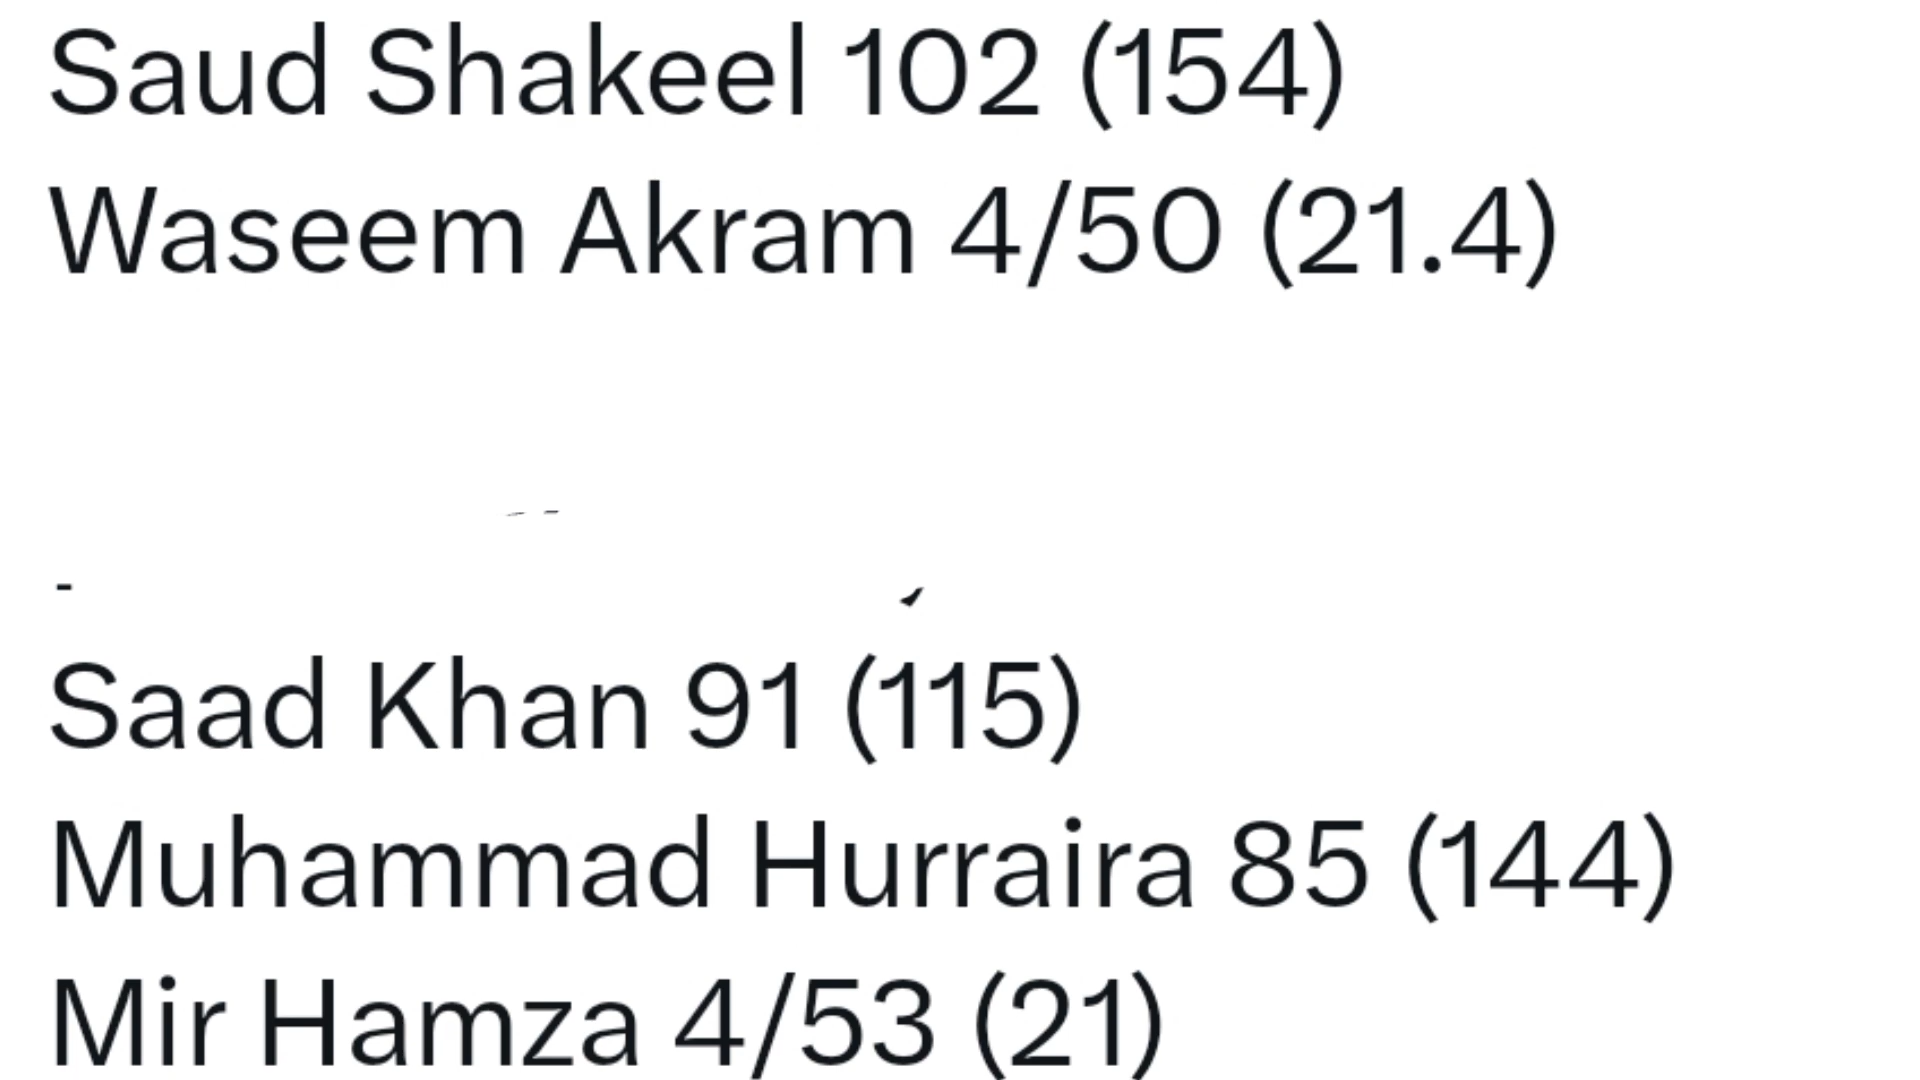 Saud Shakeel 102 (154)
Waseem Akram 4/50 (21.4)
Saad Khan 91 (115)
Muhammad Hurraira 85 (144)
Mir Hamza 4/53 (21)